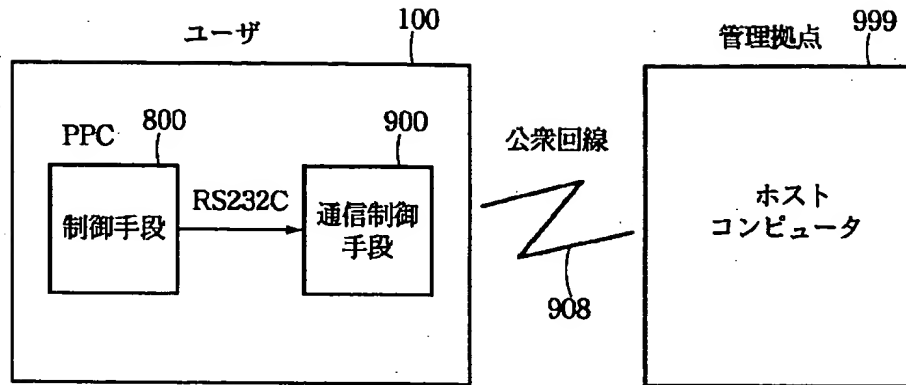 ユーザ
100
管理拠点
999
PPC
800
900
公衆回線
制御手段
RS232C
通信制御
手段
ホスト
コンピュータ
908